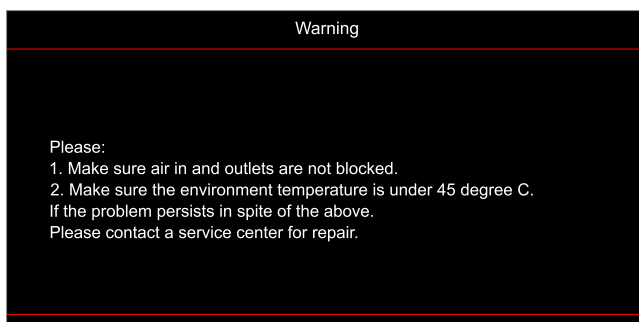 Warning
Please:
1. Make sure air in and outlets are not blocked.
2. Make sure the environment temperature is under 45 degree C.
If the problem persists in spite of the above.
Please contact a service center for repair.